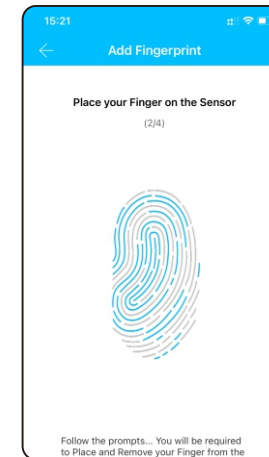 15:21
Add Fingerprint
Place your Finger on the Sensor
(2/4)
Follow the prompts... You will be required
to Place and Remove your Finger from the